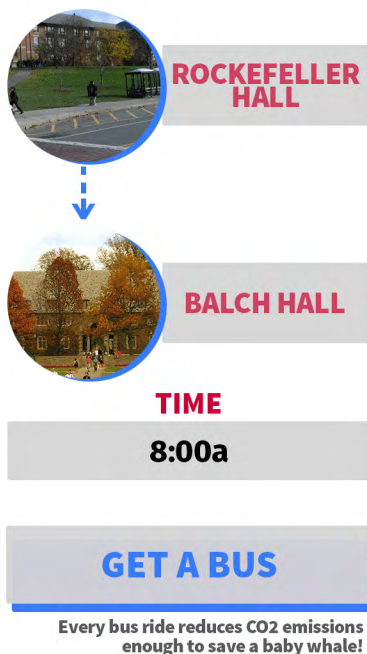 ROCKEFELLER
HALL
BALCH HALL
TIME
8:00a
GET A BUS
Every bus ride reduces CO2 emissions
enough to save a baby whale!